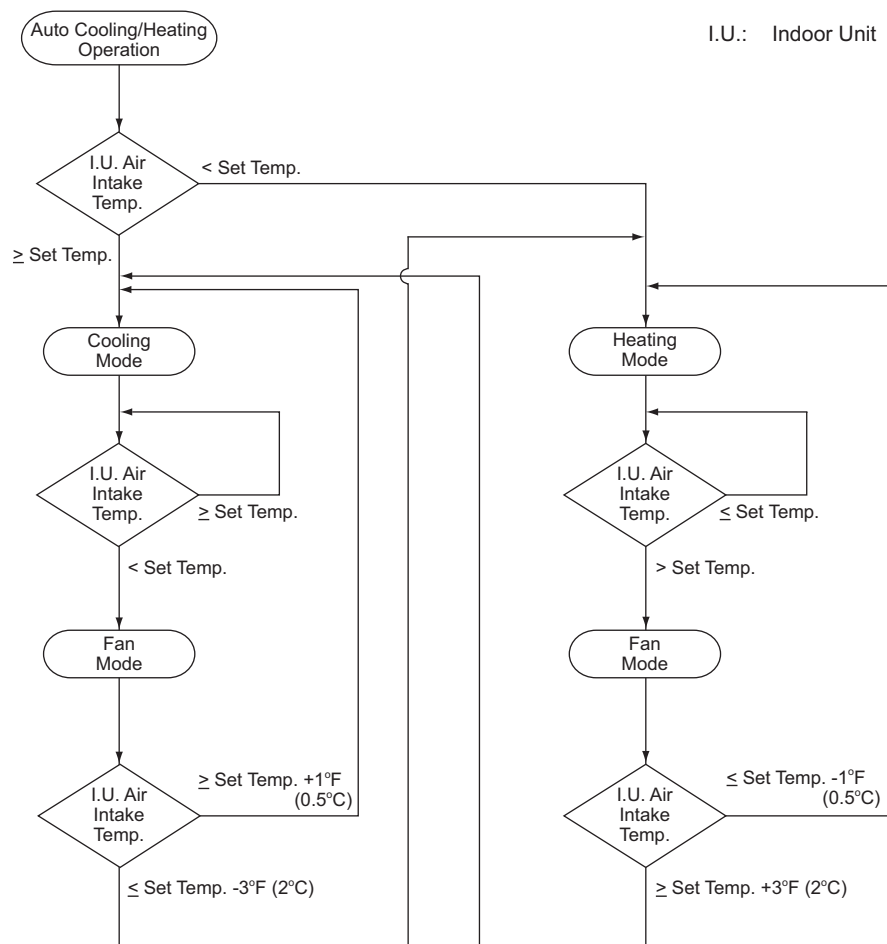 Auto Cooling/Heating
Operation
I.U.: Indoor Unit
I.U. Air
Intake
Temp.
< Set Temp.
≥ Set Temp.
Cooling
Mode
Heating
Mode
I.U. Air
Intake
Temp.
≥ Set Temp.
I.U. Air
Intake
Temp.
≤ Set Temp.
< Set Temp.
> Set Temp.
Fan
Mode
Fan
Mode
I.U. Air
Intake
Temp.
≥ Set Temp. +1°F
(0.5°C)
I.U. Air
Intake
Temp.
≤ Set Temp. -1°F
(0.5°C)
≤ Set Temp. -3°F (2°C)
≥ Set Temp. +3°F (2°C)